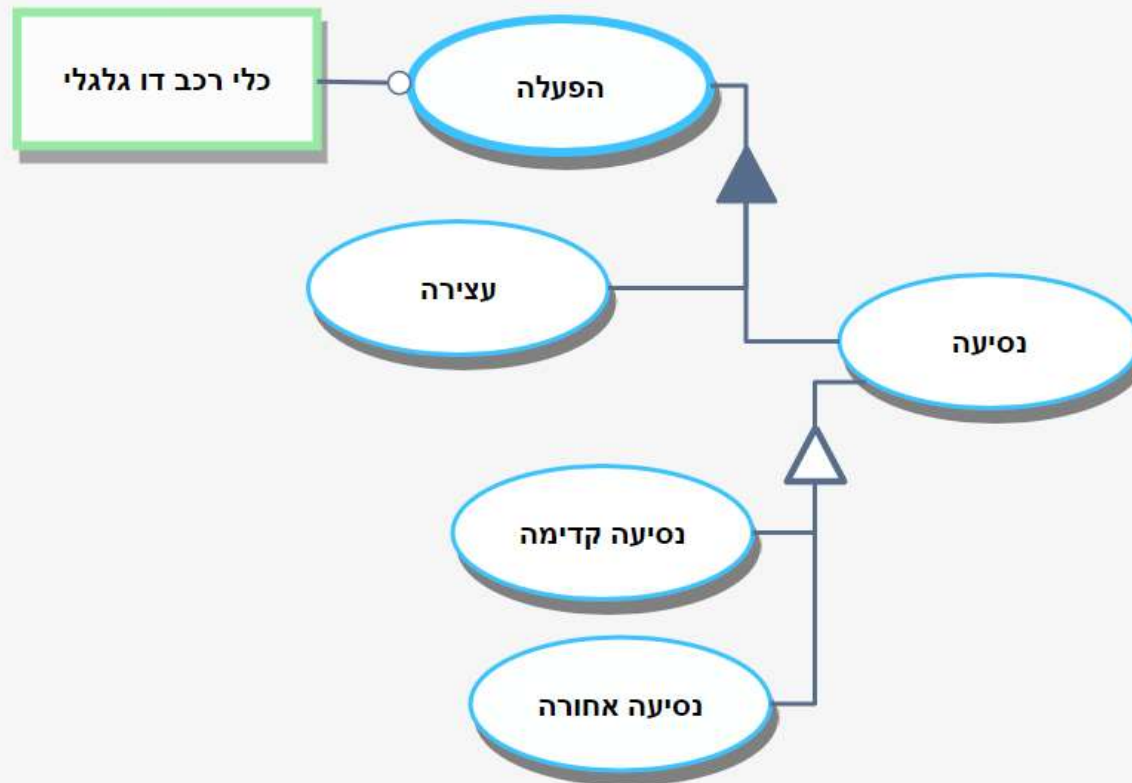 כלי רכב דו גלגלי
הפעלה
עצירה
נסיעה
נסיעה קדימה
נסיעה אחורה